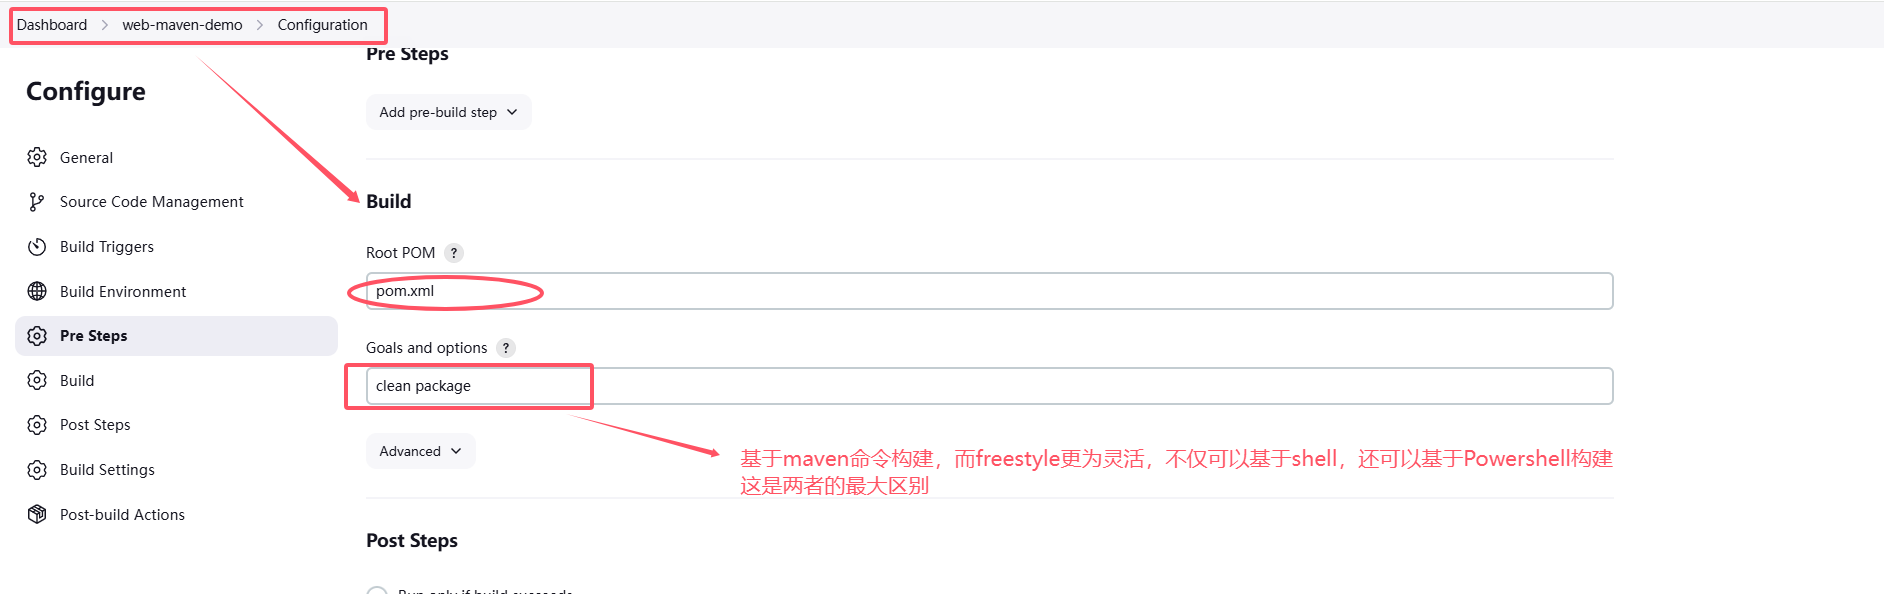 Dashboard > web-maven-demo > Configuration
Configure
General
Source Code Management
Build Triggers
Build Environment
Pre Steps
Build
Post Steps
Build Settings
Post-build Actions
Pre Steps
Add pre-build step
Build
Root POM ?
pom.xml
Goals and options ?
clean package
Advanced
基于maven命令构建，而freestyle更为灵活，不仅可以基于shell，还可以基于Powershell构建
这是两者的最大区别
Post Steps
Run only if build succeeds